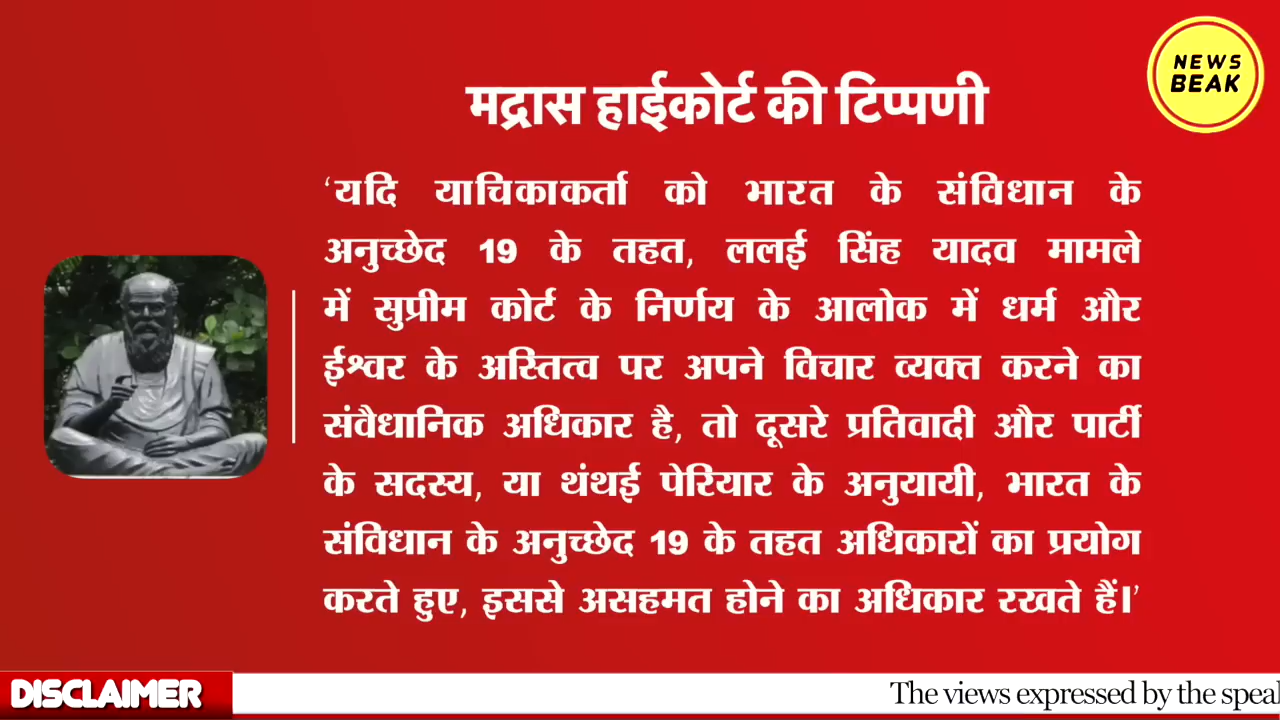 NEWS
BEAK
मद्रास हाईकोर्ट की टिप्पणी
‘यदि याचिकाकर्ता को भारत के संविधान के
अनुच्छेद 19 के तहत, ललई सिंह यादव मामले
में सुप्रीम कोर्ट के निर्णय के आलोक में धर्म और
ईश्वर के अस्तित्व पर अपने विचार व्यक्त करने का
संवैधानिक अधिकार है, तो दूसरे प्रतिवादी और पार्टी
के सदस्य, या थंथई पेरियार के अनुयायी, भारत के
संविधान के अनुच्छेद 19 के तहत अधिकारों का प्रयोग
करते हुए, इससे असहमत होने का अधिकार रखते हैं।’
DISCLAIMER
The views expressed by the speal